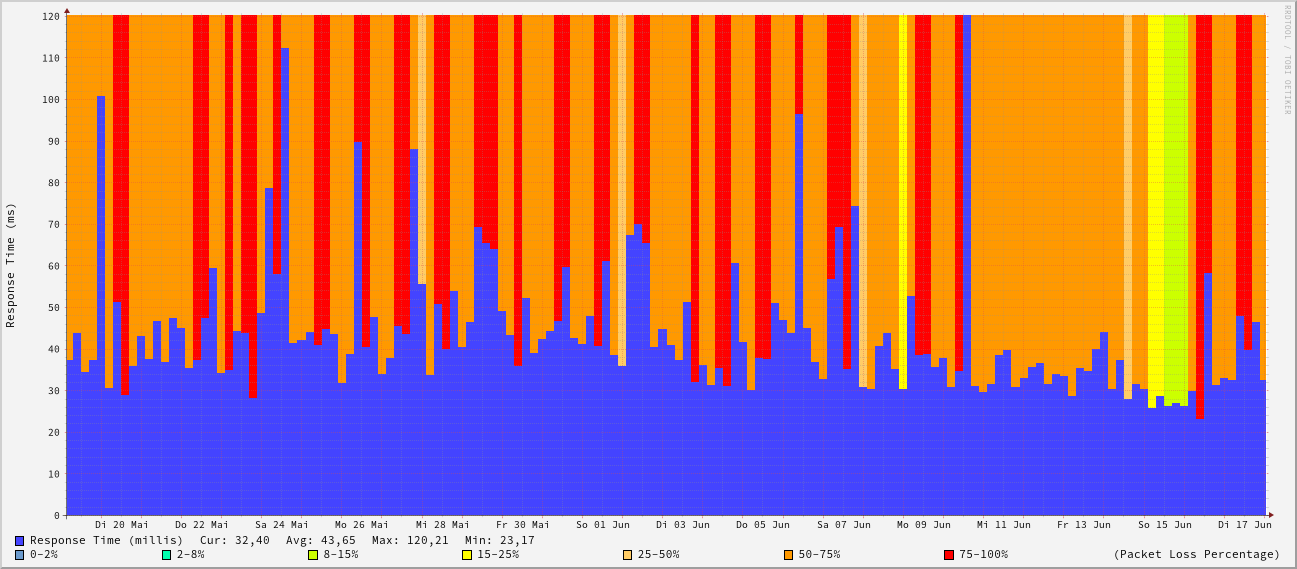 RRDTOOL / TOBI OETIKER
Response Time (ms)
120
110
100
90
80
70
60
50
40
30
20
10
0
Di 20 Mai Do 22 Mai Sa 24 Mai Mo 26 Mai Mi 28 Mai Fr 30 Mai So 01 Jun Di 03 Jun Do 05 Jun Sa 07 Jun Mo 09 Jun Mi 11 Jun Fr 13 Jun So 15 Jun Di 17 Jun
Response Time (millis) Cur: 32,40 Avg: 43,65 Max: 120,21 Min: 23,17
0-2% 2-8% 8-15% 15-25% 25-50% 50-75% 75-100% (Packet Loss Percentage)